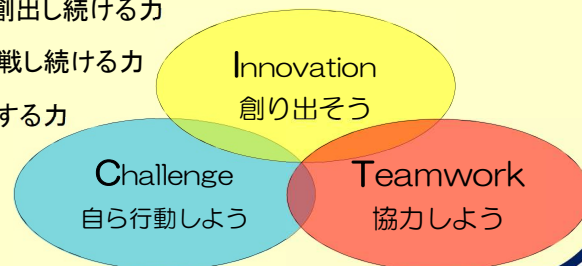 創出し続ける力
戦し続ける力
する力
Innovation
創り出そう
Challenge
自ら行動しよう
Teamwork
協力しよう